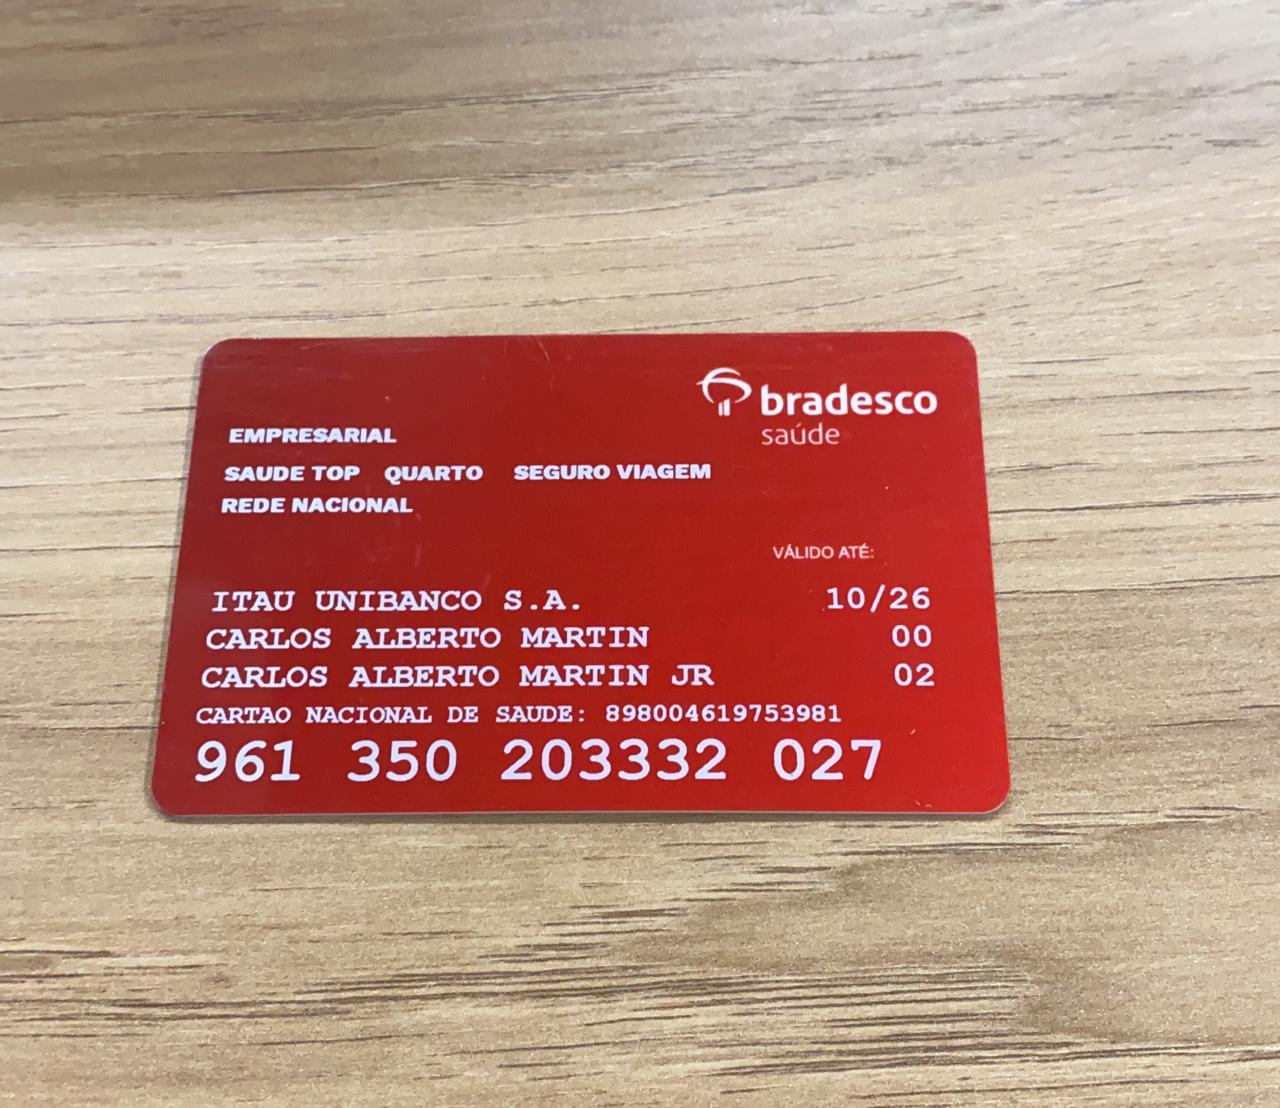 bradesco
saúde
EMPRESARIAL
SAUDE TOP QUARTO SEGURO VIAGEM
REDE NACIONAL
VÁLIDO ATÉ:
ITAU UNIBANCO S.A. 10/26
CARLOS ALBERTO MARTIN 00
CARLOS ALBERTO MARTIN JR 02
CARTAO NACIONAL DE SAUDE: 898004619753981
961 350 203332 027